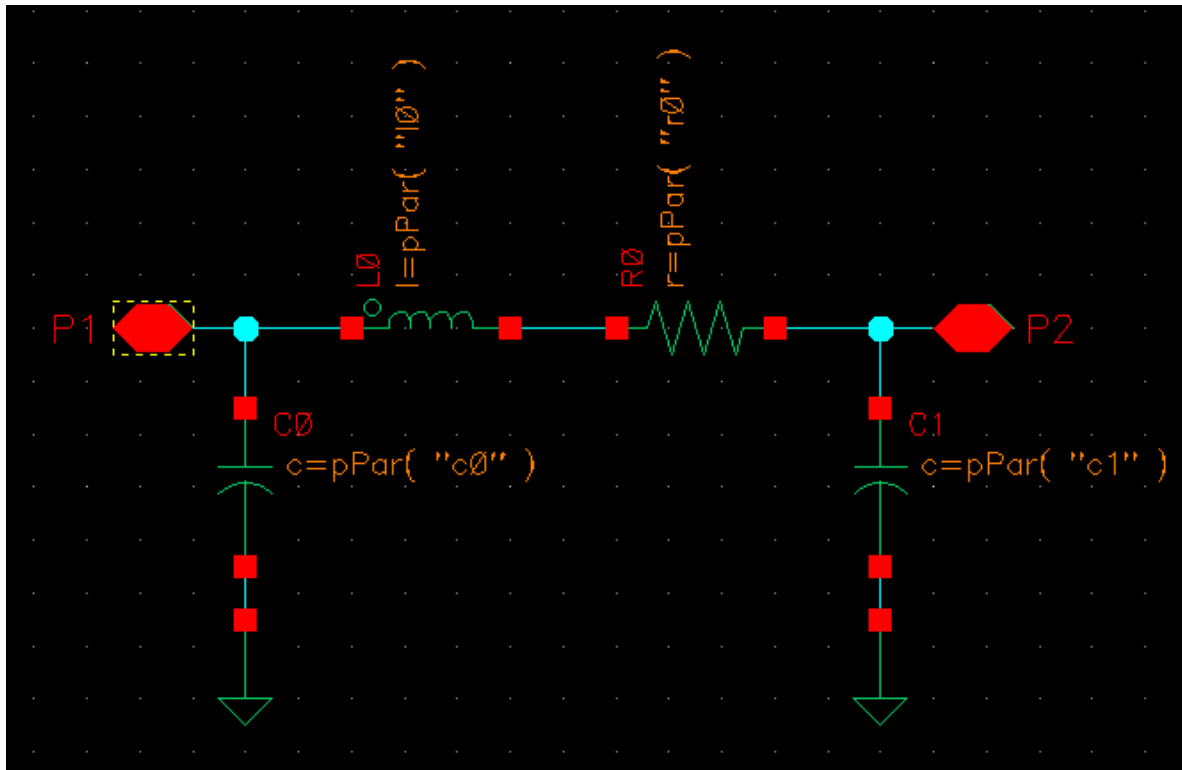 l=pPar( "l0" )
r=pPar( "r0" )
L0
R0
P1
P2
C0
c=pPar( "c0" )
C1
c=pPar( "c1" )